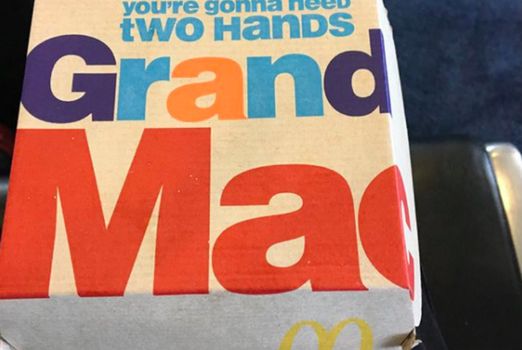 you're gonna need
two Hands
Grand
Mac